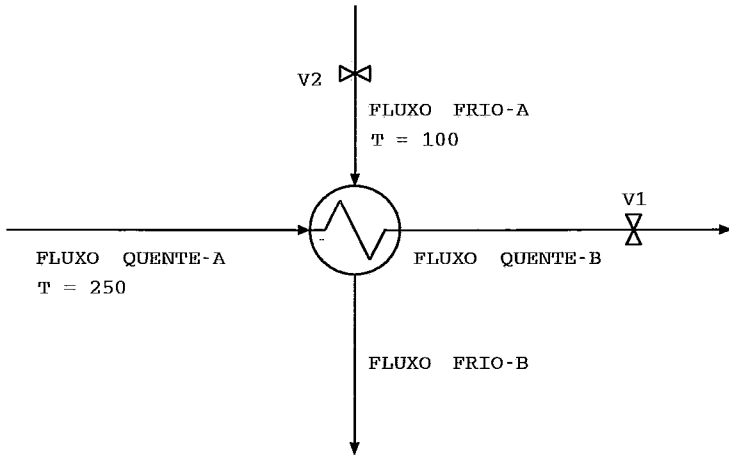 V2
FLUXO FRIO-A
T = 100
V1
FLUXO QUENTE-A
T = 250
FLUXO QUENTE-B
FLUXO FRIO-B